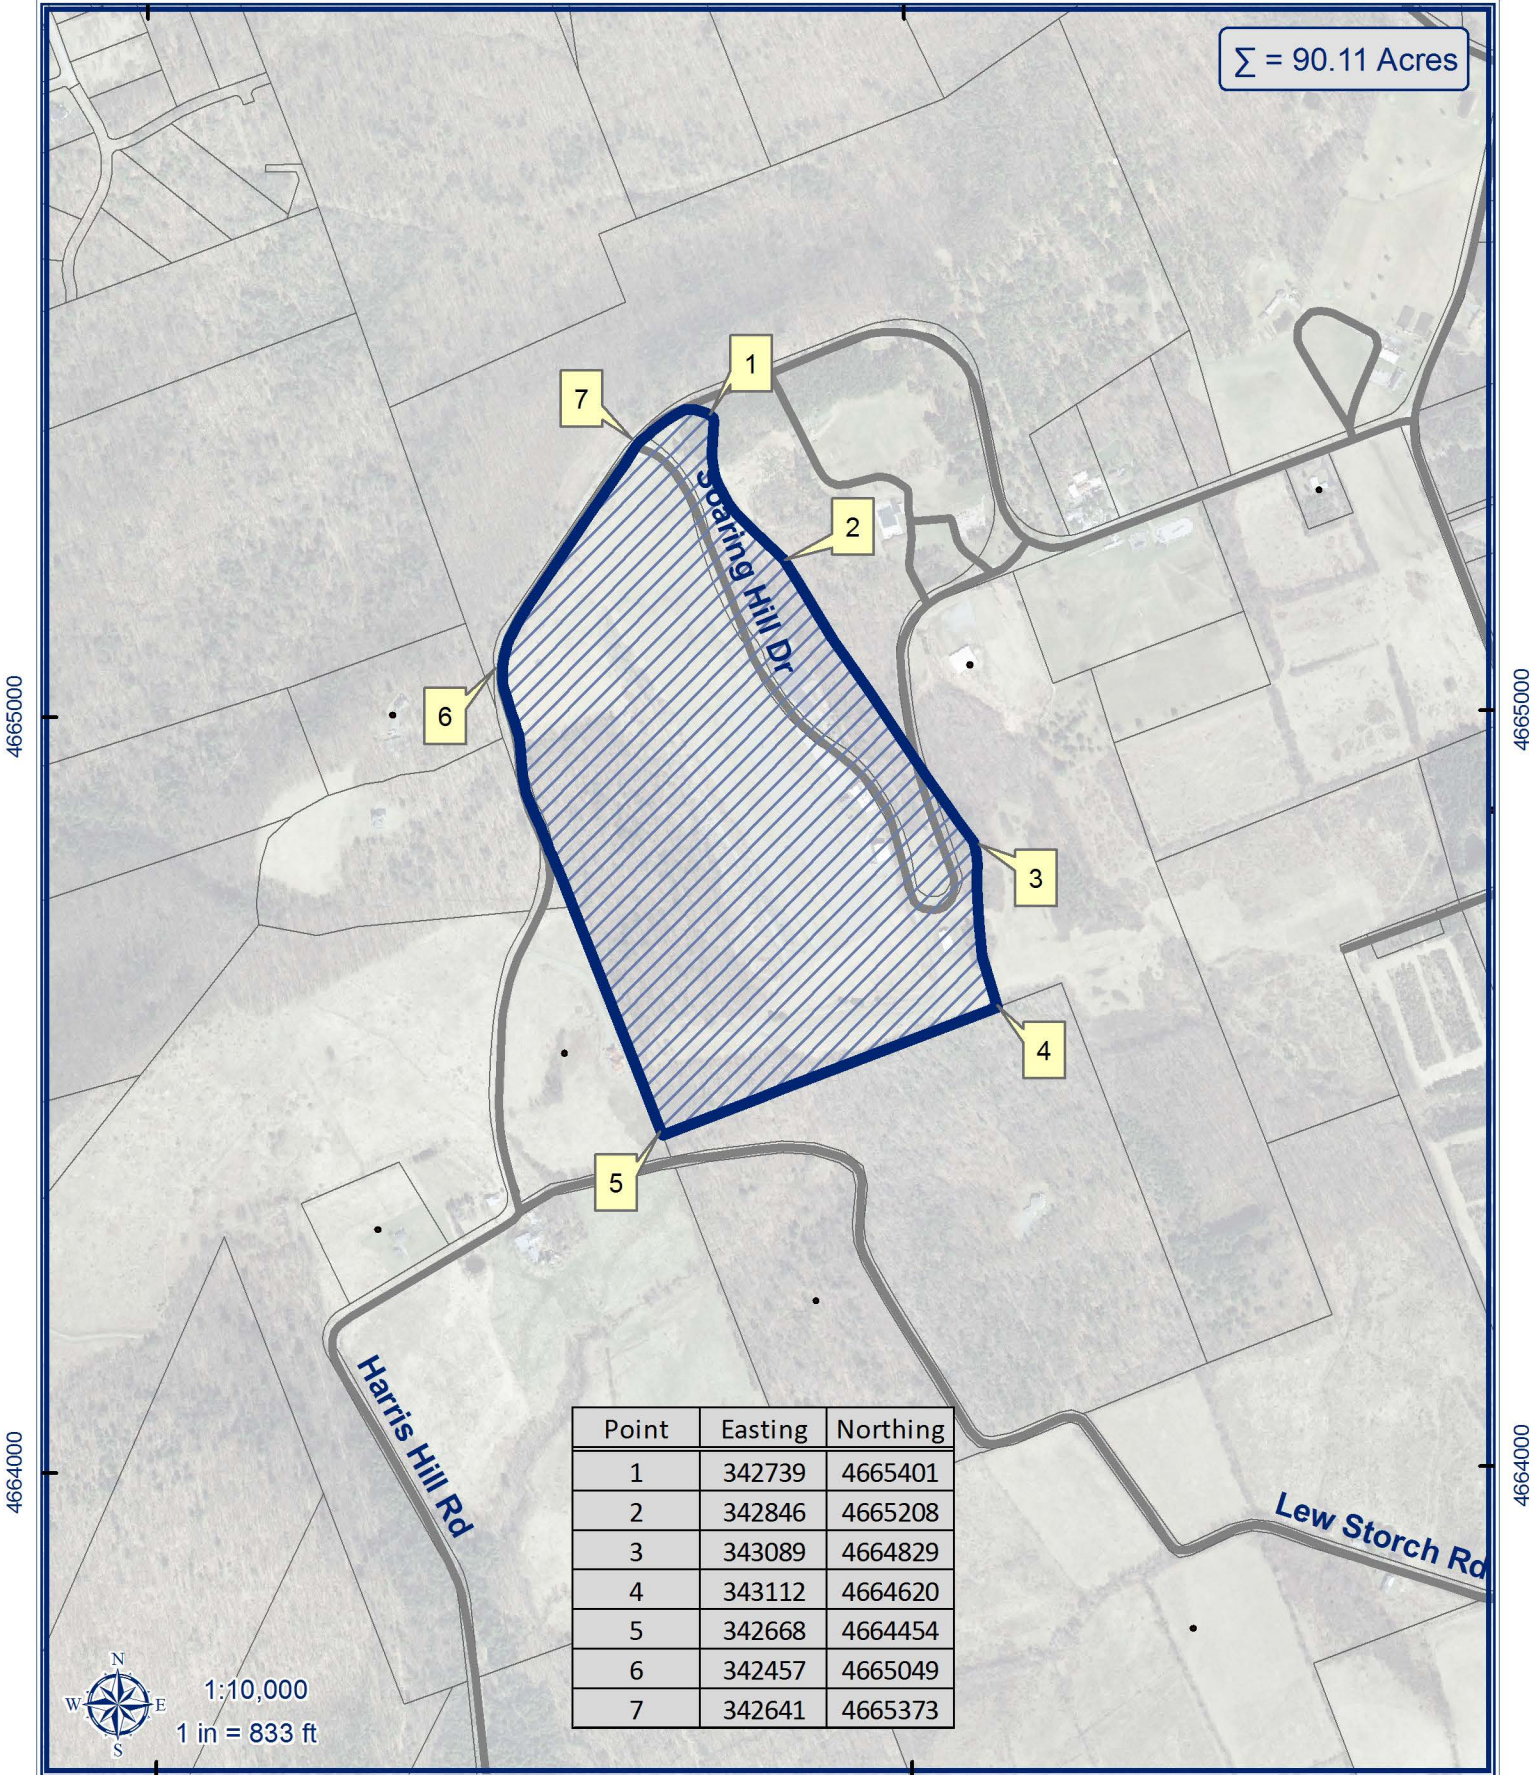 ∑ = 90.11 Acres
1
7
Soaring Hill Dr
2
6
4665000
4665000
3
4
5
Harris Hill Rd
4664000
4664000
Lew Storch Rd
Point Easting Northing
1 342739 4665401
2 342846 4665208
3 343089 4664829
4 343112 4664620
5 342668 4664454
6 342457 4665049
7 342641 4665373
N
W E
S
1:10,000
1 in = 833 ft